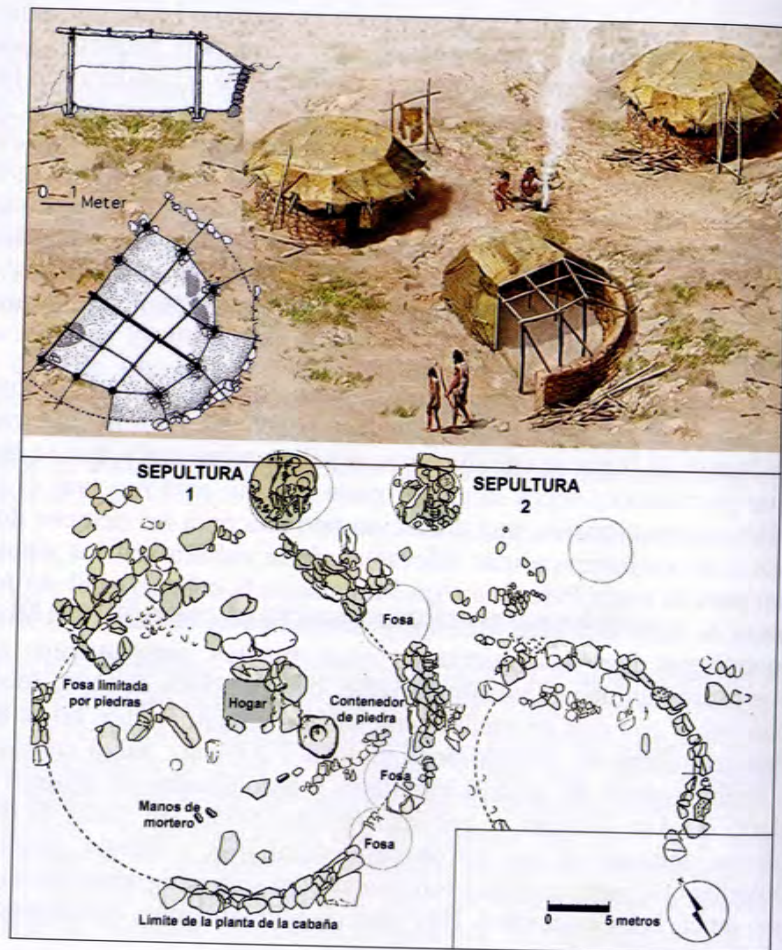 0 1 Meter
SEPULTURA
1
SEPULTURA
2
Fosa
Fosa limitada
por piedras
Hogar
Contenedor
de piedra
Fosa
Manos de
mortero
Fosa
Límite de la planta de la cabaña
0 5 metros